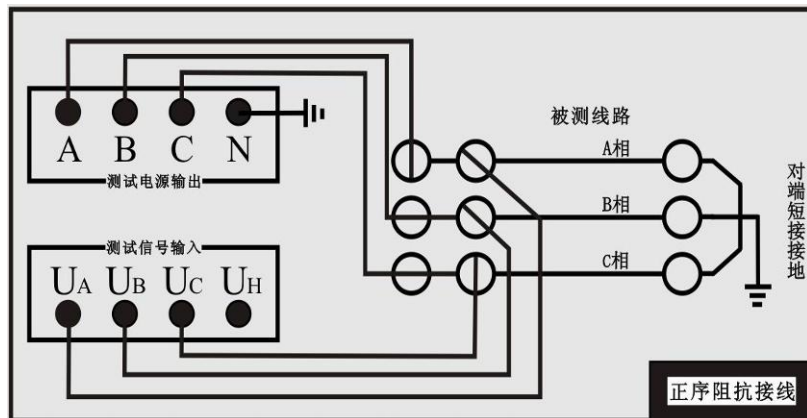 A B C N
测试电源输出
测试信号输入
UA UB UC UH
被测线路
A相
B相
C相
对端短接接地
正序阻抗接线